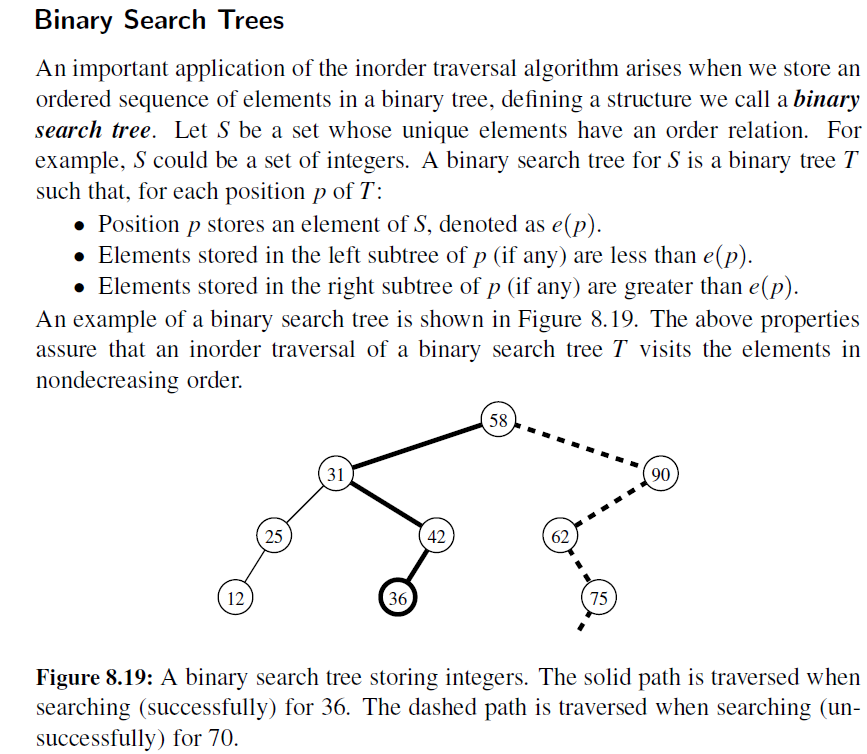 Binary Search Trees
An important application of the inorder traversal algorithm arises when we store an
ordered sequence of elements in a binary tree, defining a structure we call a binary
search tree. Let S be a set whose unique elements have an order relation. For
example, S could be a set of integers. A binary search tree for S is a binary tree T
such that, for each position p of T:
• Position p stores an element of S, denoted as e(p).
• Elements stored in the left subtree of p (if any) are less than e(p).
• Elements stored in the right subtree of p (if any) are greater than e(p).
An example of a binary search tree is shown in Figure 8.19. The above properties
assure that an inorder traversal of a binary search tree T visits the elements in
nondecreasing order.
58
31 90
25 42 62
12 36 75
Figure 8.19: A binary search tree storing integers. The solid path is traversed when
searching (successfully) for 36. The dashed path is traversed when searching (un-
successfully) for 70.